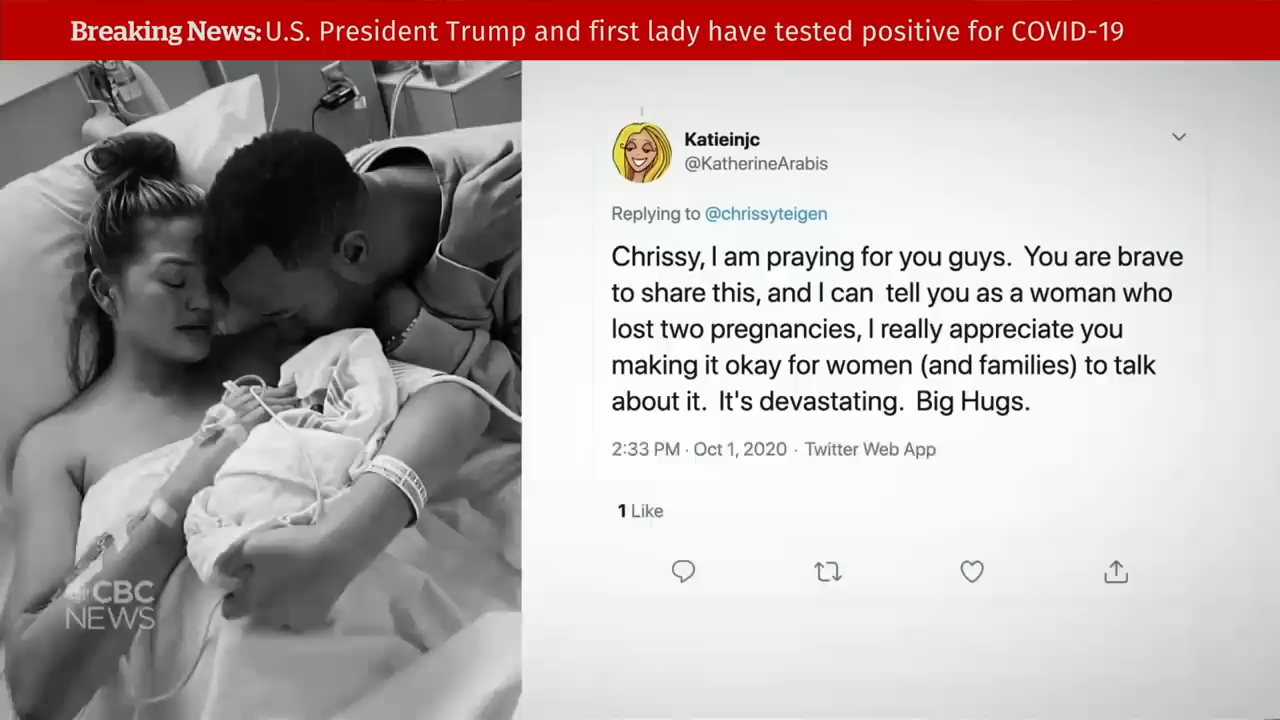 Breaking News: U.S. President Trump and first lady have tested positive for COVID-19
Katieinjc
@KatherineArabis
Replying to @chrissyteigen
Chrissy, I am praying for you guys. You are brave
to share this, and I can tell you as a woman who
lost two pregnancies, I really appreciate you
making it okay for women (and families) to talk
about it. It's devastating. Big Hugs.
2:33 PM · Oct 1, 2020 · Twitter Web App
1 Like
CBC
NEWS